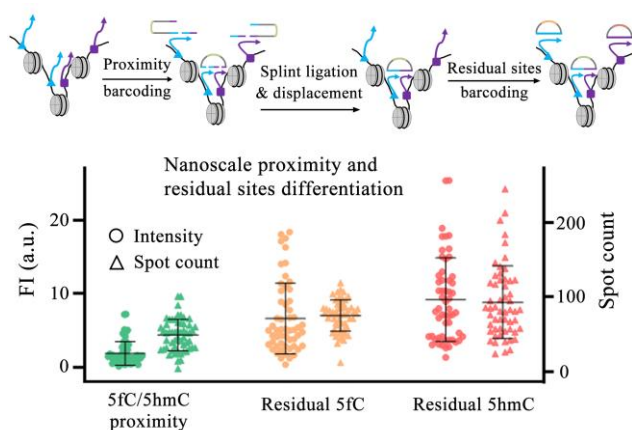 Proximity
barcoding
Splint ligation
& displacement
Residual sites
barcoding
Nanoscale proximity and
residual sites differentiation
Intensity
Spot count
FI (a.u.)
20
10
0
Spot count
200
100
0
5fC/5hmC
proximity
Residual 5fC
Residual 5hmC